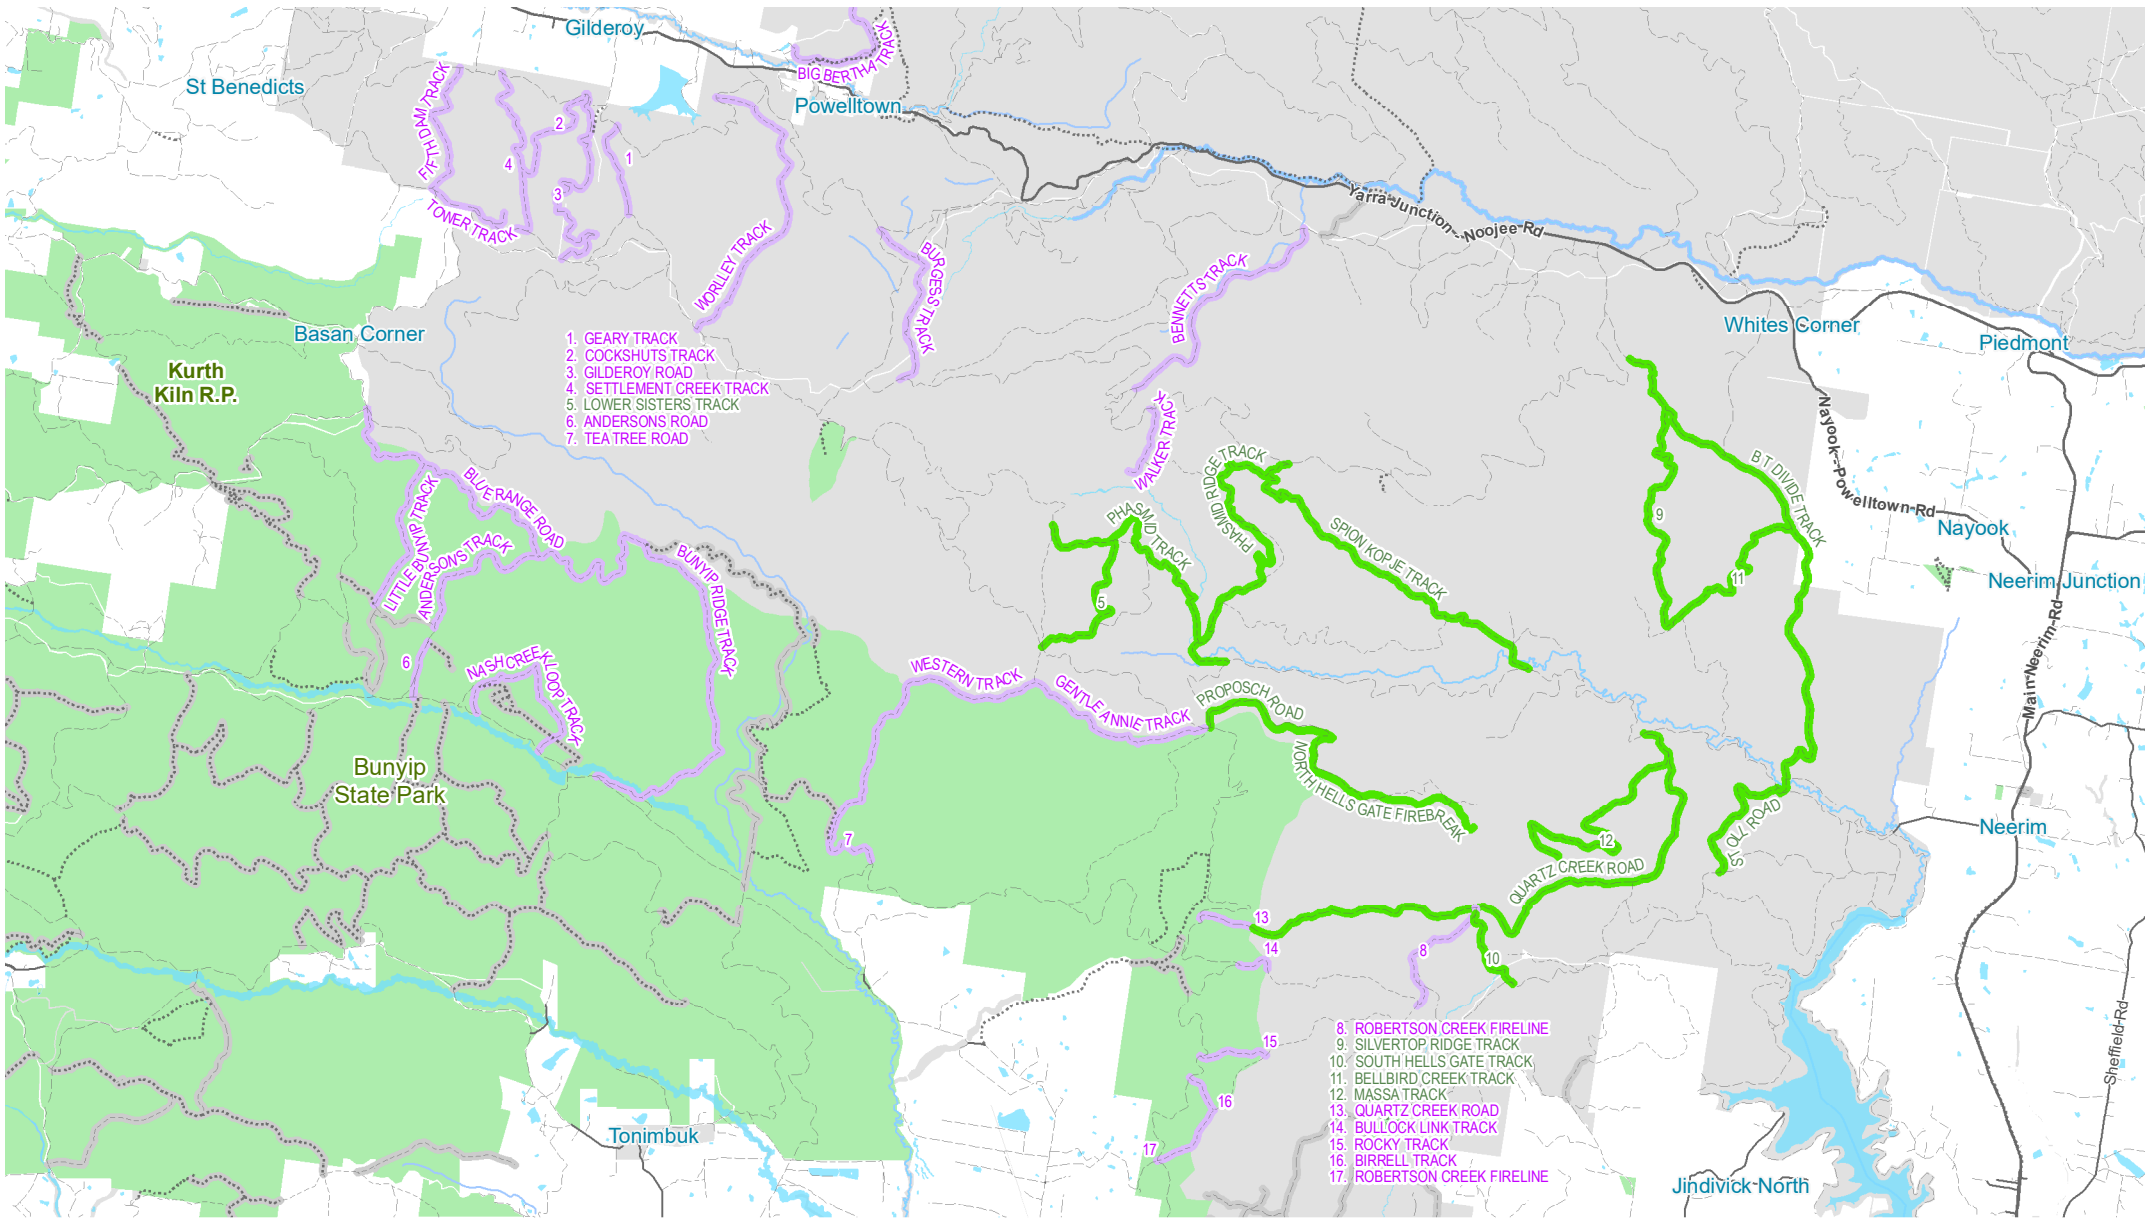 Gilderoy
St Benedicts
BIG BERTHA TRACK
Powelltown
FIFTH DAM TRACK
2
4
1
3
TONER TRACK
WORLLEY TRACK
BURGESS TRACK
BENNETTS TRACK
Yarra-Junction--Noojee Rd
Basan Corner
Kurth
Kiln R.P.
1. GEARY TRACK
2. COCKSHUTS TRACK
3. GILDEROY ROAD
4. SETTLEMENT CREEK TRACK
5. LOWER SISTERS TRACK
6. ANDERSONS ROAD
7. TEA TREE ROAD
Whites Corner
Piedmont
Nayook--Powelltown-Rd
WALKER TRACK
PHASMID RIDGE TRACK
PHASMID
PHASMID TRACK
SPION KOPJE TRACK
B T DIVIDE TRACK
9
11
5
Nayook
Neerim Junction
Main-Neerim-Rd
LITTLE BUNYIP TRACK
BLUE RANGE ROAD
ANDERSON'S TRACK
BUNYIP RIDGE TRACK
6
NASH CREEK LOOP TRACK
WESTERN TRACK
GENTLE ANNIE TRACK
PROPOSCH ROAD
NORTH HELLS GATE FIREBREAK
Bunyip
State Park
7
12
QUARTZ CREEK ROAD
ST 7 OLL ROAD
Neerim
13
14
8
10
15
16
17
8. ROBERTSON CREEK FIRELINE
9. SILVERTOP RIDGE TRACK
10. SOUTH HELLS GATE TRACK
11. BELLBIRD CREEK TRACK
12. MASSA TRACK
13. QUARTZ CREEK ROAD
14. BULLOCK LINK TRACK
15. ROCKY TRACK
16. BIRRELL TRACK
17. ROBERTSON CREEK FIRELINE
Sheffield-Rd
Tonimbuk
Jindivick North